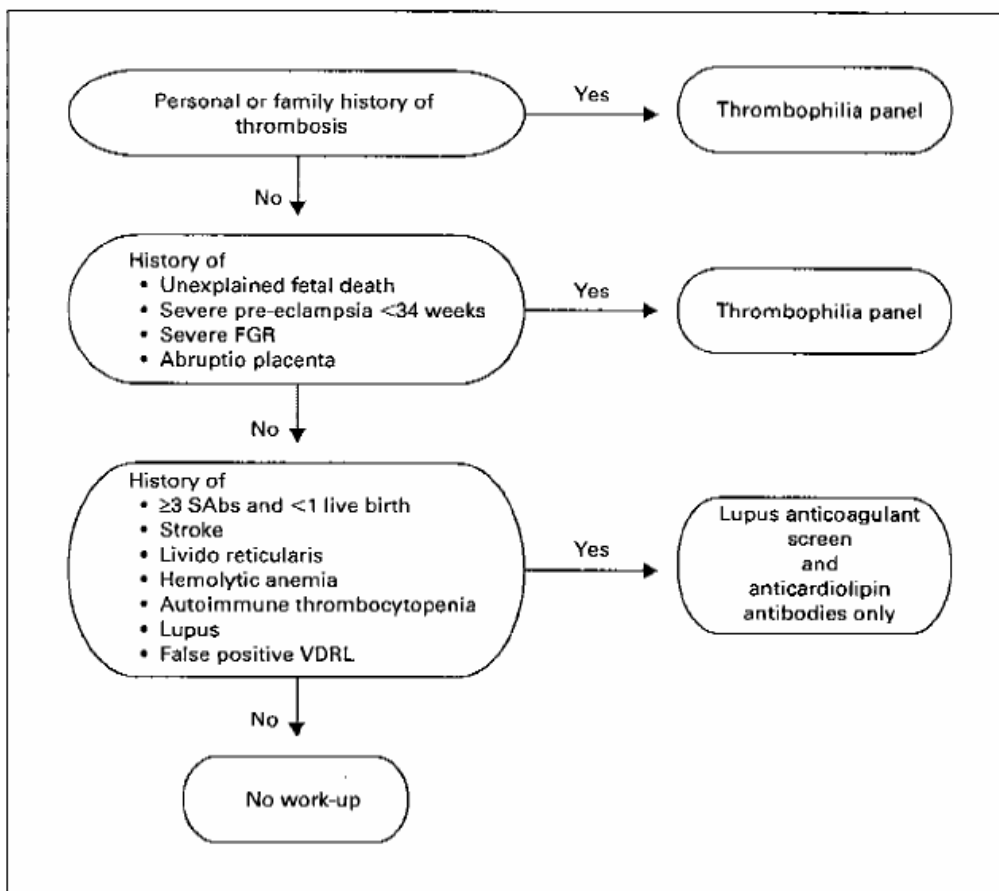 Personal or family history of
thrombosis
Yes
Thrombophilia panel
No
History of
• Unexplained fetal death
• Severe pre-eclampsia <34 weeks
• Severe FGR
• Abruptio placenta
Yes
Thrombophilia panel
No
History of
• ≥3 SAbs and <1 live birth
• Stroke
• Livido reticularis
• Hemolytic anemia
• Autoimmune thrombocytopenia
• Lupus
• False positive VDRL
Yes
Lupus anticoagulant
screen
and
anticardiolipin
antibodies only
No
No work-up